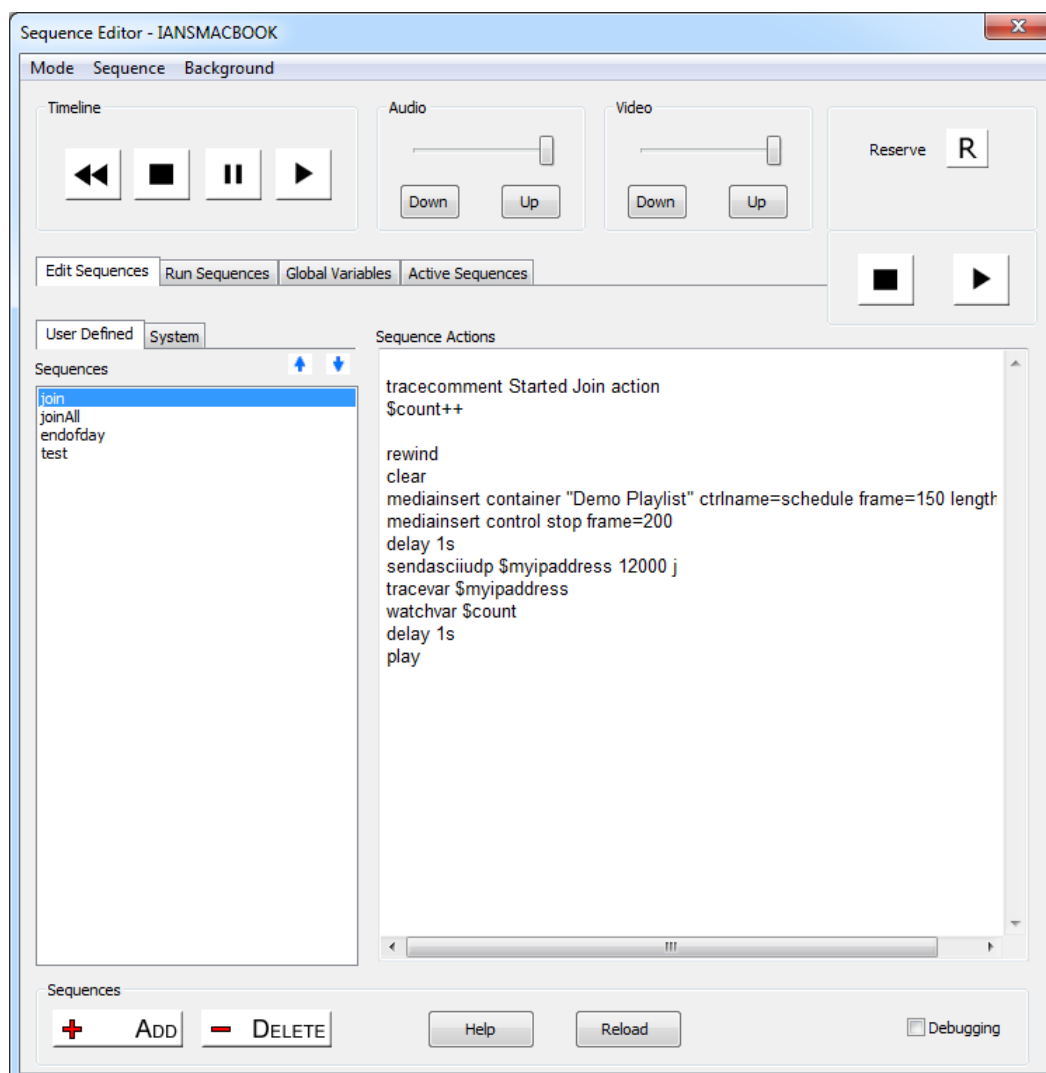 Sequence Editor - IANSMACBOOK
Mode Sequence Background
Timeline
Audio
Video
Reserve R
Down Up
Down Up
Edit Sequences Run Sequences Global Variables Active Sequences
User Defined System
Sequences
join
joinAll
endofday
test
Sequence Actions
tracecomment Started Join action
$count++
rewind
clear
mediainsert container "Demo Playlist" ctrlname=schedule frame=150 length
mediainsert control stop frame=200
delay 1s
sendasciiudp $myipaddress 12000 j
tracevar $myipaddress
watchvar $count
delay 1s
play
Sequences
ADD DELETE Help Reload Debugging